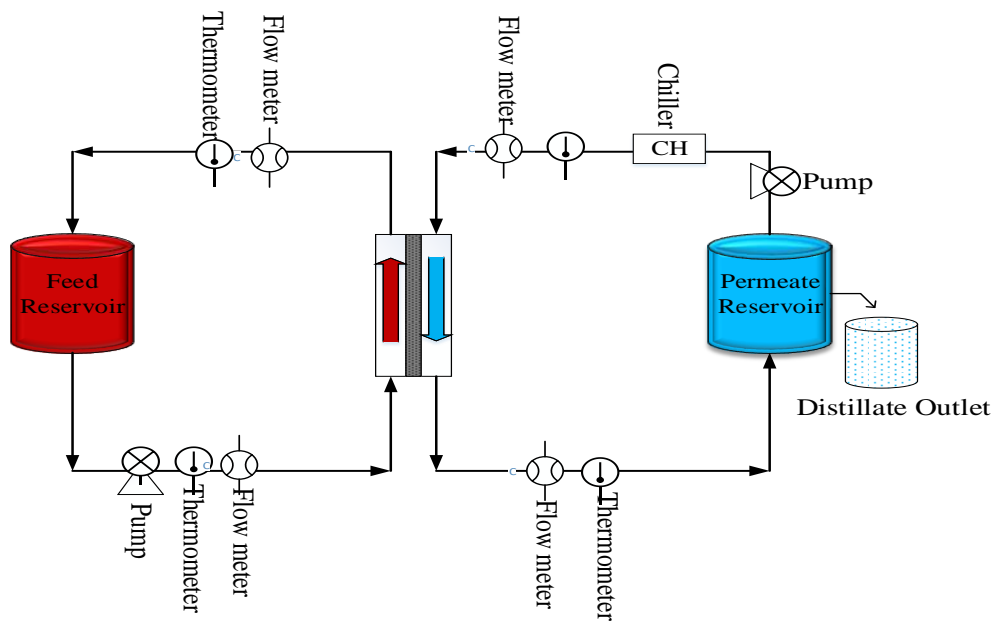 Thermometer
Flow meter
Flow meter
Chiller
C
C
CH
Pump
Feed
Reservoir
Permeate
Reservoir
Distillate Outlet
C
C
Pump
Thermometer
Flow meter
Flow meter
Thermometer